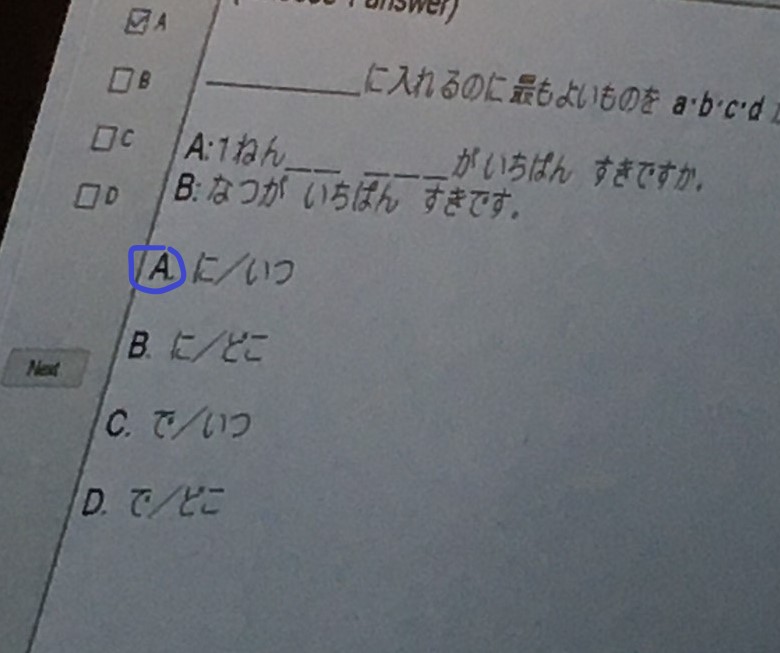 answer)
A
B
C
D
______に入れるのに最もよいものを a・b・c・d
A:1ねん__ ___がいちばん すきですか。
B:なつが いちばん すきです。
A. に/いつ
B. に/どこ
C. で/いつ
D. で/どこ
Next